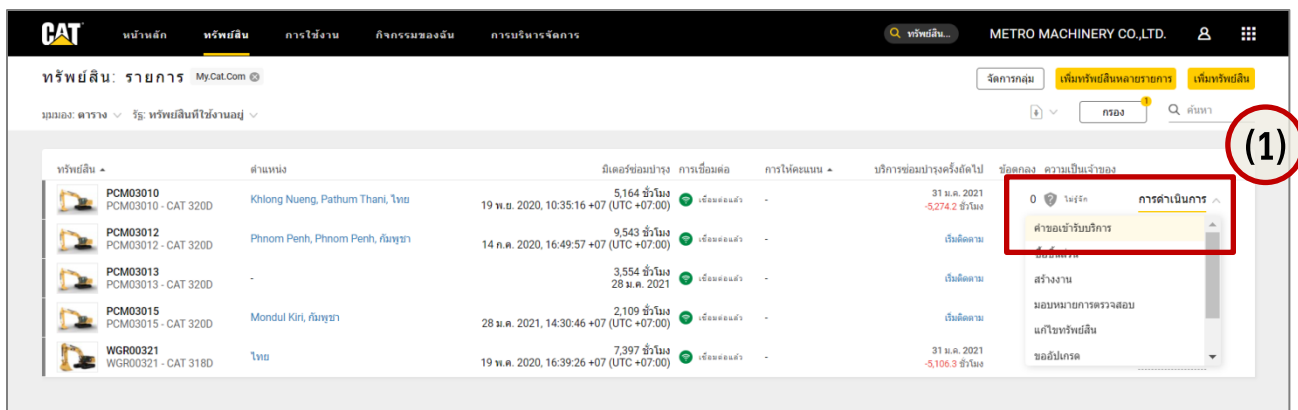 CAT หน้าหลัก ทรัพย์สิน การใช้งาน กิจกรรมของฉัน การบริหารจัดการ ทรัพย์สิน... METRO MACHINERY CO.,LTD.
ทรัพย์สิน: รายการ My.Cat.Com จัดการกลุ่ม เพิ่มทรัพย์สินหลายรายการ เพิ่มทรัพย์สิน
มุมมอง: ตาราง รัฐ: ทรัพย์สินที่ใช้งานอยู่ กรอง 1 ค้นหา
(1)
ทรัพย์สิน ตำแหน่ง มิเตอร์ซ่อมบำรุง การเชื่อมต่อ การให้คะแนน บริการซ่อมบำรุงครั้งถัดไป ข้อตกลง ความเป็นเจ้าของ
PCM03010 5,164 ชั่วโมง 31 ม.ค. 2021
PCM03010 - CAT 320D Khlong Nueng, Pathum Thani, ไทย 19 พ.ย. 2020, 10:35:16 +07 (UTC +07:00) เชื่อมต่อแล้ว - -5,274.2 ชั่วโมง 0 ไม่รู้จัก การดำเนินการ
คำขอเข้ารับบริการ
PCM03012 9,543 ชั่วโมง
PCM03012 - CAT 320D Phnom Penh, Phnom Penh, กัมพูชา 14 ก.ค. 2020, 16:49:57 +07 (UTC +07:00) เชื่อมต่อแล้ว - เริ่มติดตาม
ซื้อชิ้นส่วน
PCM03013 3,554 ชั่วโมง
PCM03013 - CAT 320D - 28 ม.ค. 2021 เชื่อมต่อแล้ว - เริ่มติดตาม
สร้างงาน
มอบหมายการตรวจสอบ
PCM03015 2,109 ชั่วโมง
PCM03015 - CAT 320D Mondul Kiri, กัมพูชา 28 ม.ค. 2021, 14:30:46 +07 (UTC +07:00) เชื่อมต่อแล้ว - เริ่มติดตาม
แก้ไขทรัพย์สิน
WGR00321 7,397 ชั่วโมง 31 ม.ค. 2021
WGR00321 - CAT 318D ไทย 19 พ.ค. 2020, 16:39:26 +07 (UTC +07:00) เชื่อมต่อแล้ว - -5,106.3 ชั่วโมง
ขออัปเกรด